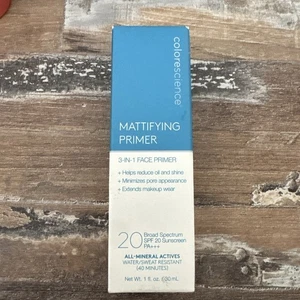 colorescience
MATTIFYING
PRIMER
3-IN-1 FACE PRIMER
+ Helps reduce oil and shine
+ Minimizes pore appearance
+ Extends makeup wear
20 Broad Spectrum
SPF 20 Sunscreen
PA+++
ALL-MINERAL ACTIVES
WATER/SWEAT RESISTANT
(40 MINUTES)
Net Wt. 1 fl. oz. (30mL)